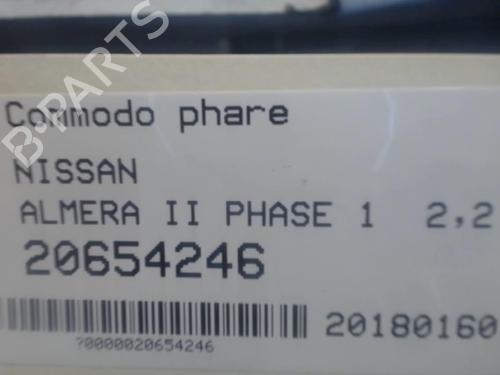 B-PARTS
Commodo phare
NISSAN
ALMERA II PHASE 1 2,2
20654246
20180160
?0000020654246